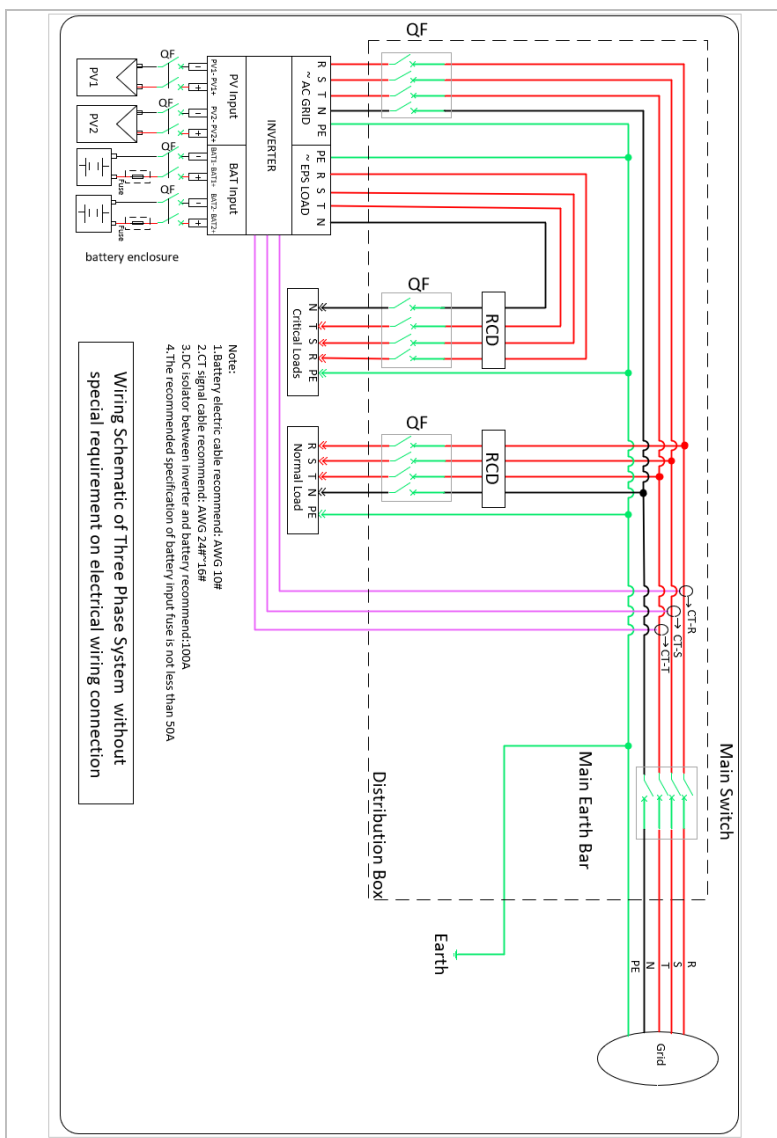 QF
QF
PV1
PV1- PV1+
−
+
QF
PV2
PV2- PV2+
−
+
PV Input
QF
Fuse
BAT1- BAT1+
−
+
QF
Fuse
BAT2- BAT2+
−
+
BAT Input
battery enclosure
INVERTER
R
S
T
N
PE
~ AC GRID
PE
R
S
T
N
~ EPS LOAD
QF
RCD
N
T
S
R
PE
Critical Loads
QF
RCD
R
S
T
N
PE
Normal Load
CT-R
CT-S
CT-T
Main Switch
Main Earth Bar
Distribution Box
Earth
R
S
T
N
PE
Grid
Note:
1.Battery electric cable recommend: AWG 10#
2.CT signal cable recommend: AWG 24#~16#
3.DC isolator between inverter and battery recommend:100A
4.The recommended specification of battery input fuse is not less than 50A
Wiring Schematic of Three Phase System without
special requirement on electrical wiring connection